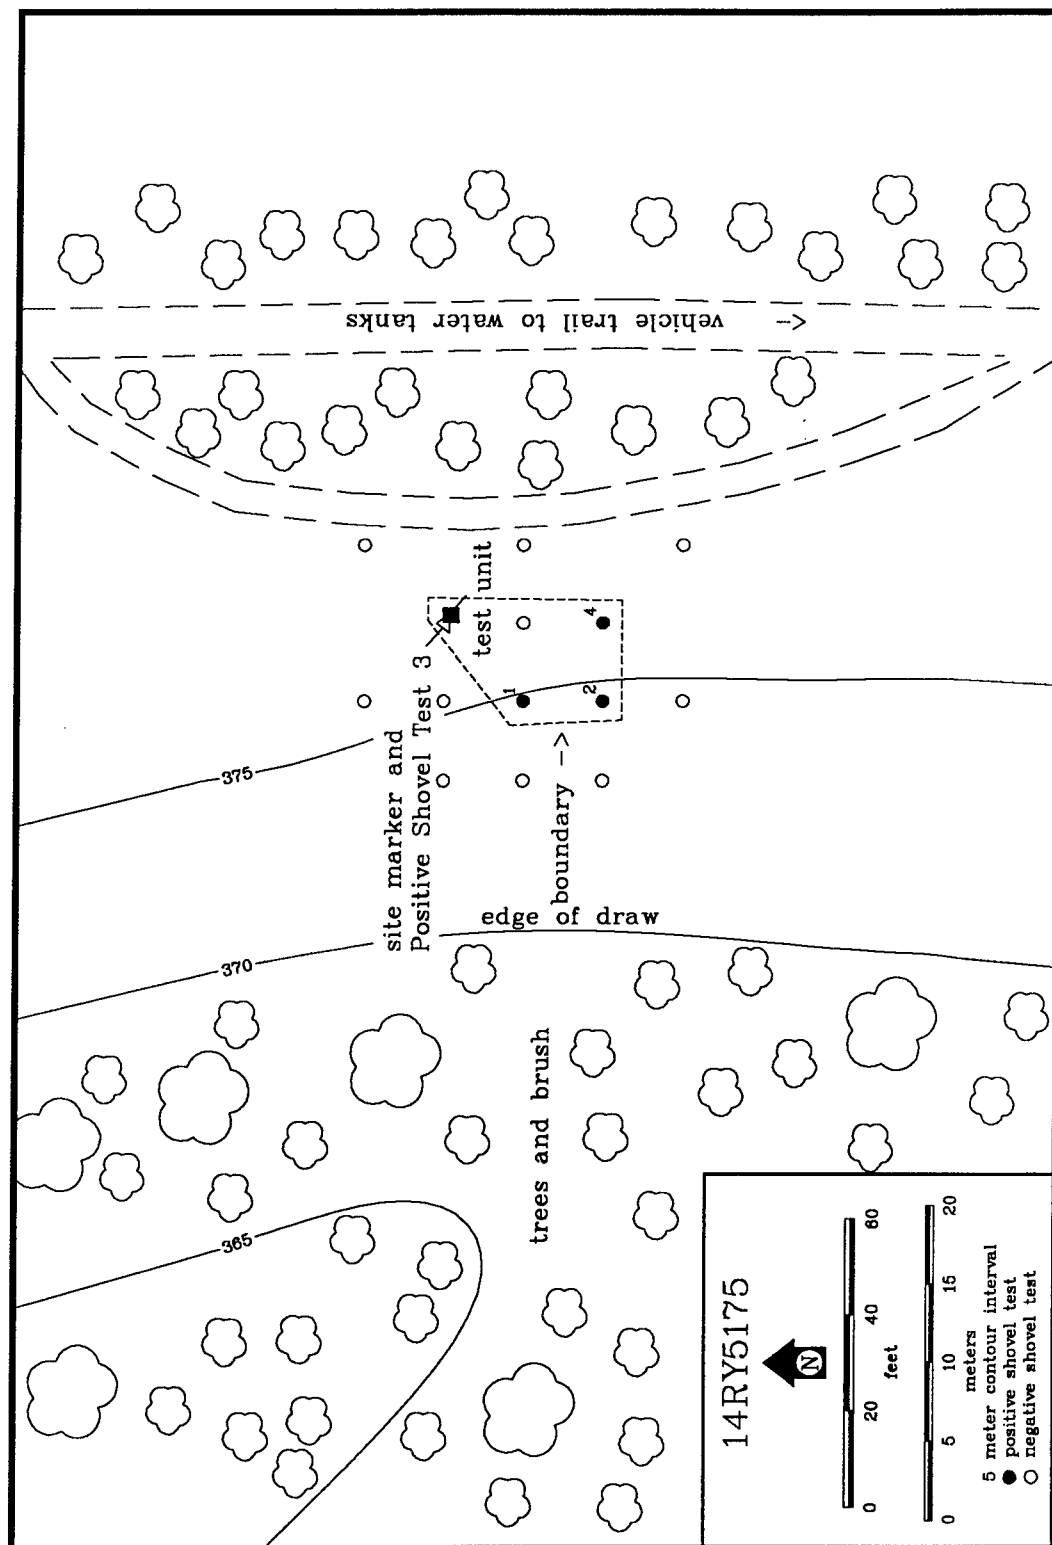 vehicle trail to water tanks
<-
site marker and
Positive Shovel Test 3
test unit
1
2
4
375
boundary ->
edge of draw
370
trees and brush
365
14RY5175
N
0 20 40 60
feet
0 5 10 15 20
meters
5 meter contour interval
positive shovel test
negative shovel test